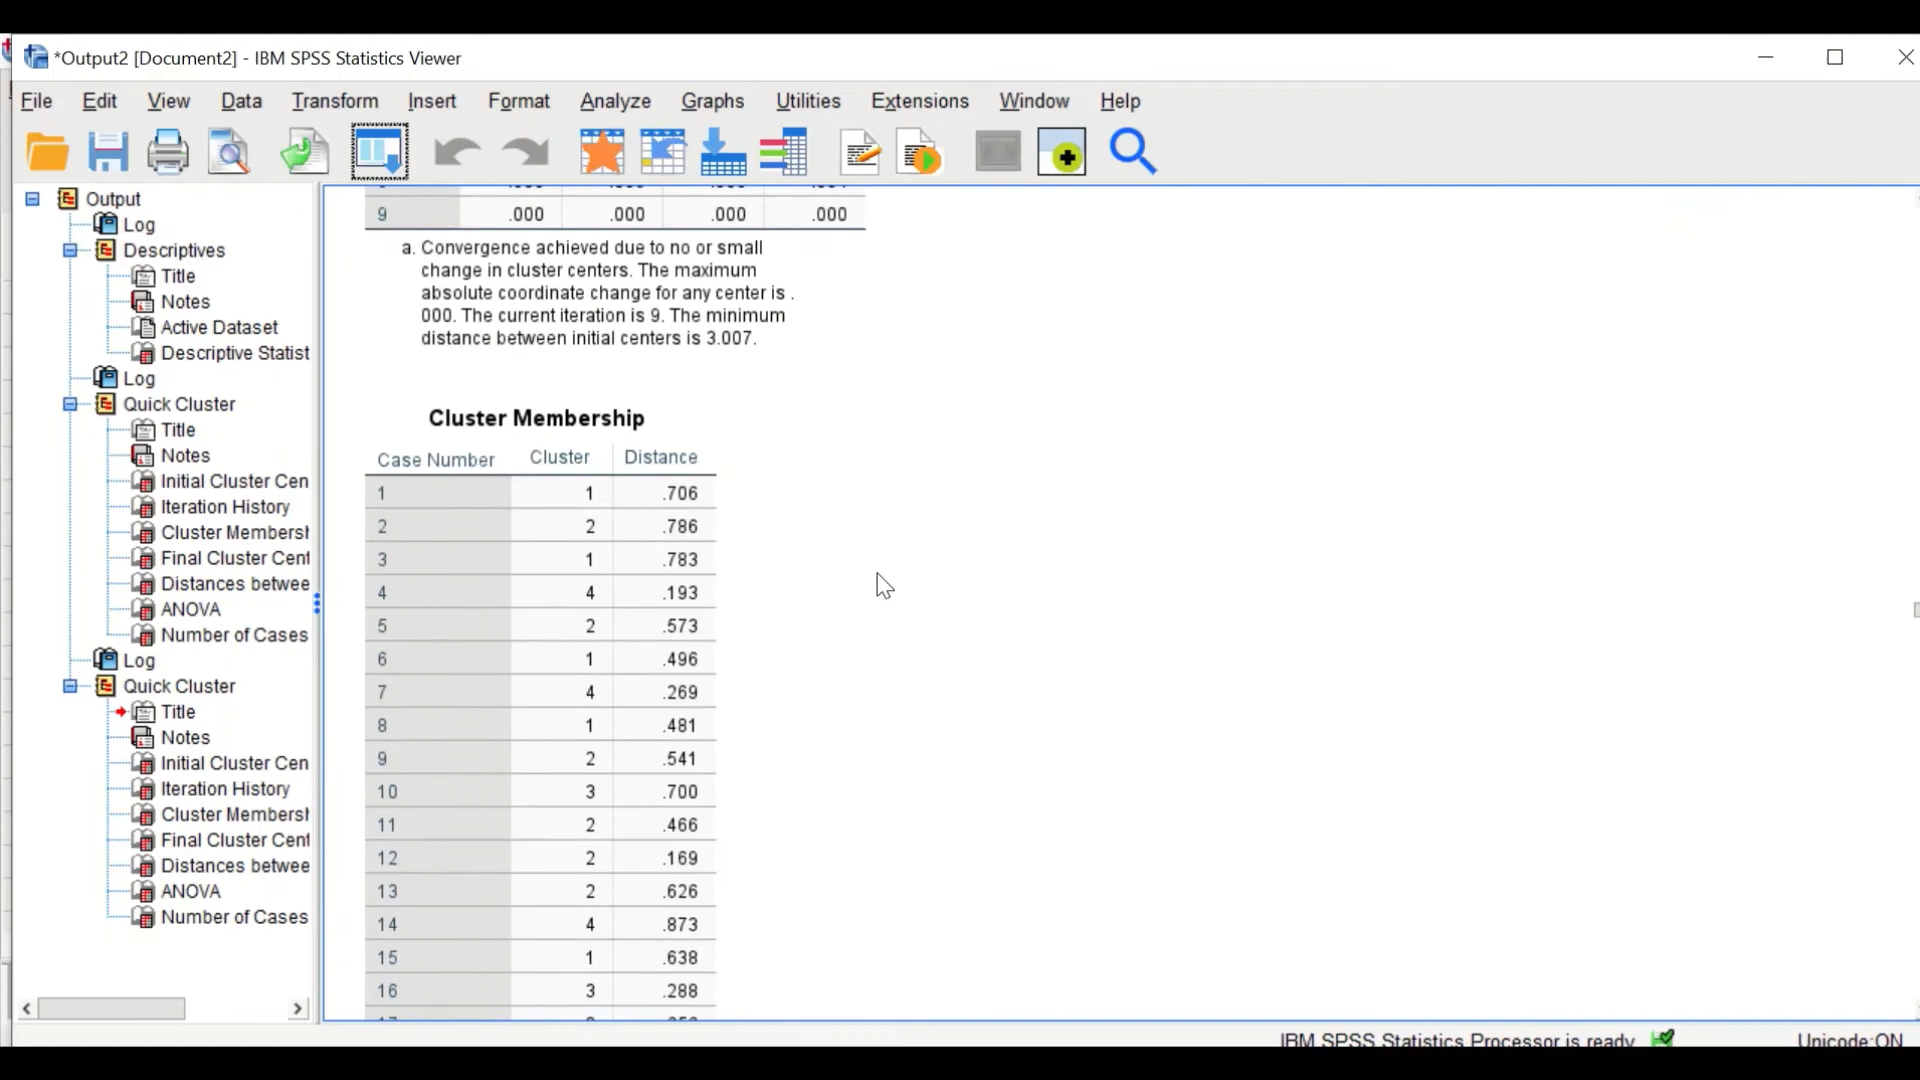 *Output2 [Document2] - IBM SPSS Statistics Viewer
File Edit View Data Transform Insert Format Analyze Graphs Utilities Extensions Window Help
Output
Log
Descriptives
Title
Notes
Active Dataset
Descriptive Statist
Log
Quick Cluster
Title
Notes
Initial Cluster Cen
Iteration History
Cluster Membersh
Final Cluster Cent
Distances betwee
ANOVA
Number of Cases
Log
Quick Cluster
Title
Notes
Initial Cluster Cen
Iteration History
Cluster Membersh
Final Cluster Cent
Distances betwee
ANOVA
Number of Cases
9 .000 .000 .000 .000
a. Convergence achieved due to no or small
change in cluster centers. The maximum
absolute coordinate change for any center is .
000. The current iteration is 9. The minimum
distance between initial centers is 3.007.
Cluster Membership
Case Number Cluster Distance
1 1 .706
2 2 .786
3 1 .783
4 4 .193
5 2 .573
6 1 .496
7 4 .269
8 1 .481
9 2 .541
10 3 .700
11 2 .466
12 2 .169
13 2 .626
14 4 .873
15 1 .638
16 3 .288
IBM SPSS Statistics Processor is ready Unicode:ON